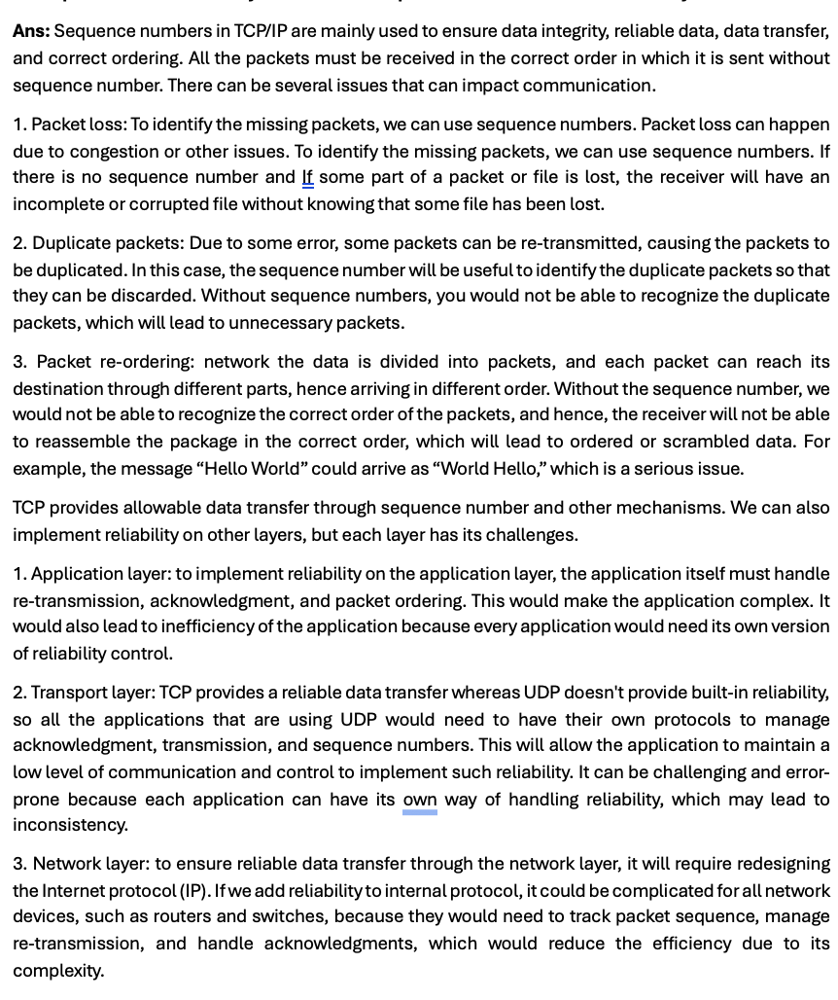 Ans: Sequence numbers in TCP/IP are mainly used to ensure data integrity, reliable data, data transfer,
and correct ordering. All the packets must be received in the correct order in which it is sent without
sequence number. There can be several issues that can impact communication.
1. Packet loss: To identify the missing packets, we can use sequence numbers. Packet loss can happen
due to congestion or other issues. To identify the missing packets, we can use sequence numbers. If
there is no sequence number and If some part of a packet or file is lost, the receiver will have an
incomplete or corrupted file without knowing that some file has been lost.
2. Duplicate packets: Due to some error, some packets can be re-transmitted, causing the packets to
be duplicated. In this case, the sequence number will be useful to identify the duplicate packets so that
they can be discarded. Without sequence numbers, you would not be able to recognize the duplicate
packets, which will lead to unnecessary packets.
3. Packet re-ordering: network the data is divided into packets, and each packet can reach its
destination through different parts, hence arriving in different order. Without the sequence number, we
would not be able to recognize the correct order of the packets, and hence, the receiver will not be able
to reassemble the package in the correct order, which will lead to ordered or scrambled data. For
example, the message “Hello World” could arrive as “World Hello,” which is a serious issue.
TCP provides allowable data transfer through sequence number and other mechanisms. We can also
implement reliability on other layers, but each layer has its challenges.
1. Application layer: to implement reliability on the application layer, the application itself must handle
re-transmission, acknowledgment, and packet ordering. This would make the application complex. It
would also lead to inefficiency of the application because every application would need its own version
of reliability control.
2. Transport layer: TCP provides a reliable data transfer whereas UDP doesn't provide built-in reliability,
so all the applications that are using UDP would need to have their own protocols to manage
acknowledgment, transmission, and sequence numbers. This will allow the application to maintain a
low level of communication and control to implement such reliability. It can be challenging and error-
prone because each application can have its own way of handling reliability, which may lead to
inconsistency.
3. Network layer: to ensure reliable data transfer through the network layer, it will require redesigning
the Internet protocol (IP). If we add reliability to internal protocol, it could be complicated for all network
devices, such as routers and switches, because they would need to track packet sequence, manage
re-transmission, and handle acknowledgments, which would reduce the efficiency due to its
complexity.